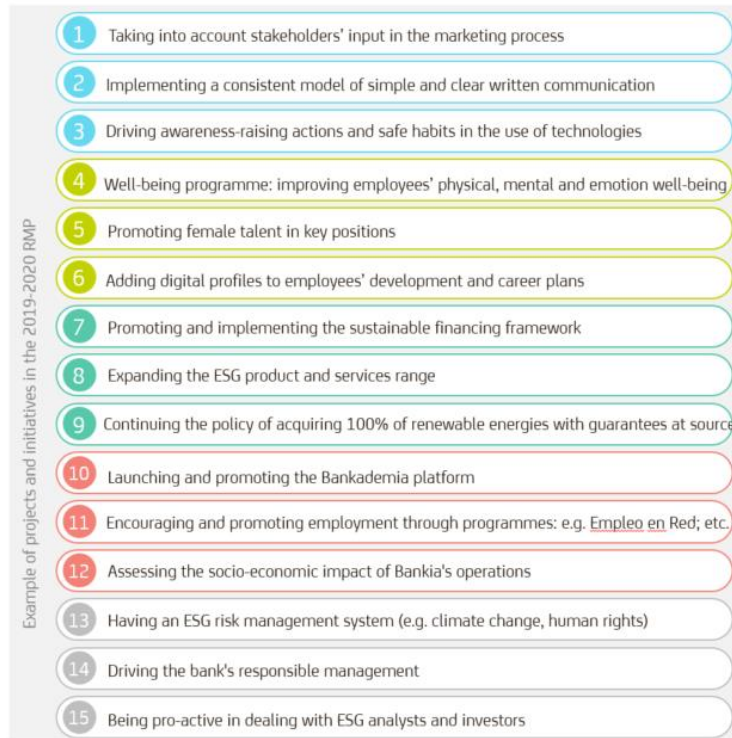 Example of projects and initiatives in the 2019-2020 RMP
1 Taking into account stakeholders' input in the marketing process
2 Implementing a consistent model of simple and clear written communication
3 Driving awareness-raising actions and safe habits in the use of technologies
4 Well-being programme: improving employees' physical, mental and emotion well-being
5 Promoting female talent in key positions
6 Adding digital profiles to employees' development and career plans
7 Promoting and implementing the sustainable financing framework
8 Expanding the ESG product and services range
9 Continuing the policy of acquiring 100% of renewable energies with guarantees at source
10 Launching and promoting the Bankademia platform
11 Encouraging and promoting employment through programmes: e.g. Empleo en Red; etc.
12 Assessing the socio-economic impact of Bankia's operations
13 Having an ESG risk management system (e.g. climate change, human rights)
14 Driving the bank's responsible management
15 Being pro-active in dealing with ESG analysts and investors